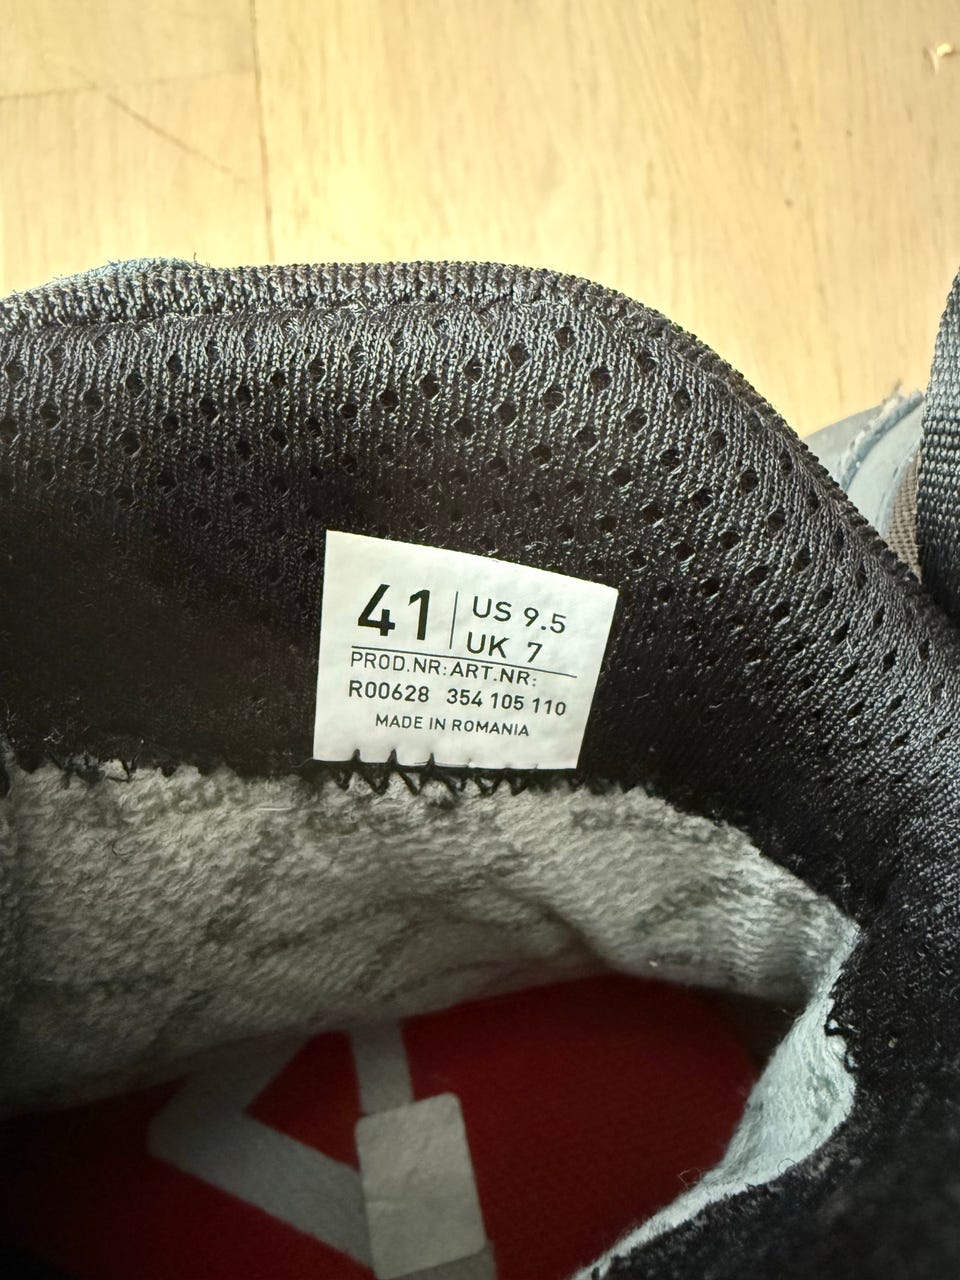 41 US 9.5
UK 7
PROD.NR: ART.NR:
R00628 354 105 110
MADE IN ROMANIA